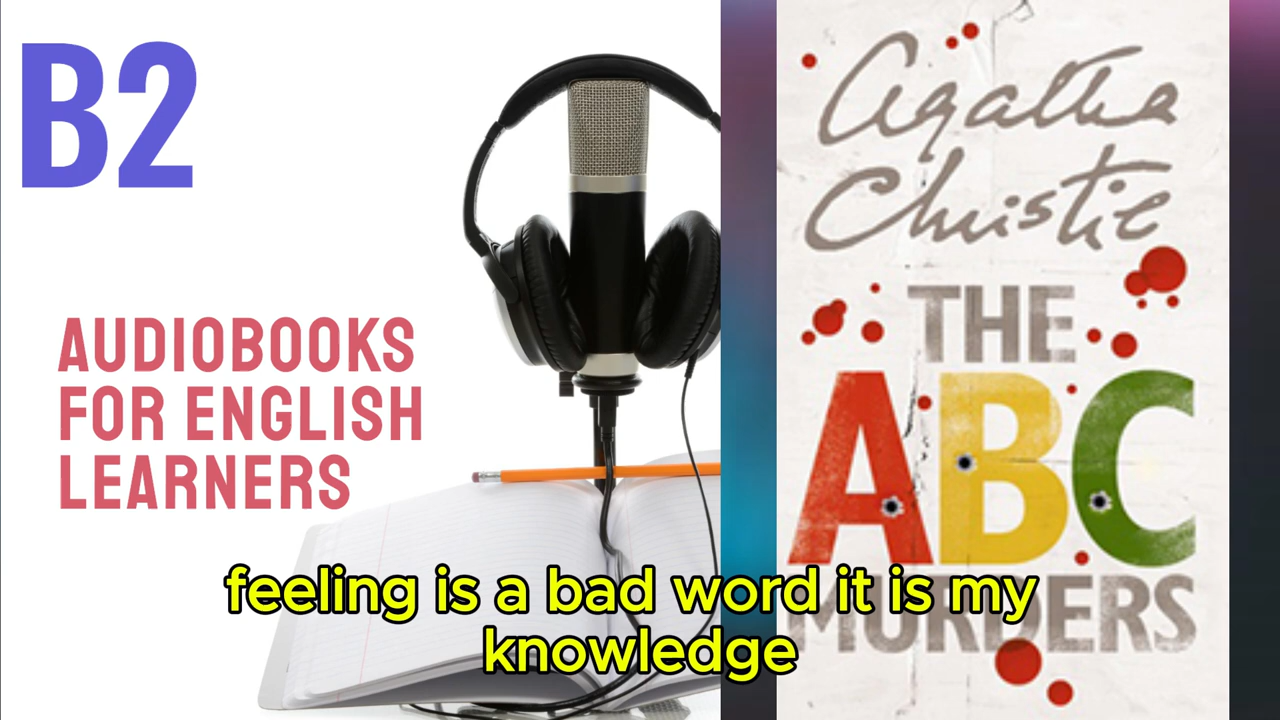 B2
AUDIOBOOKS
FOR ENGLISH
LEARNERS
Agatha
Christie
THE
ABC
MURDERS
feeling is a bad word it is my
knowledge